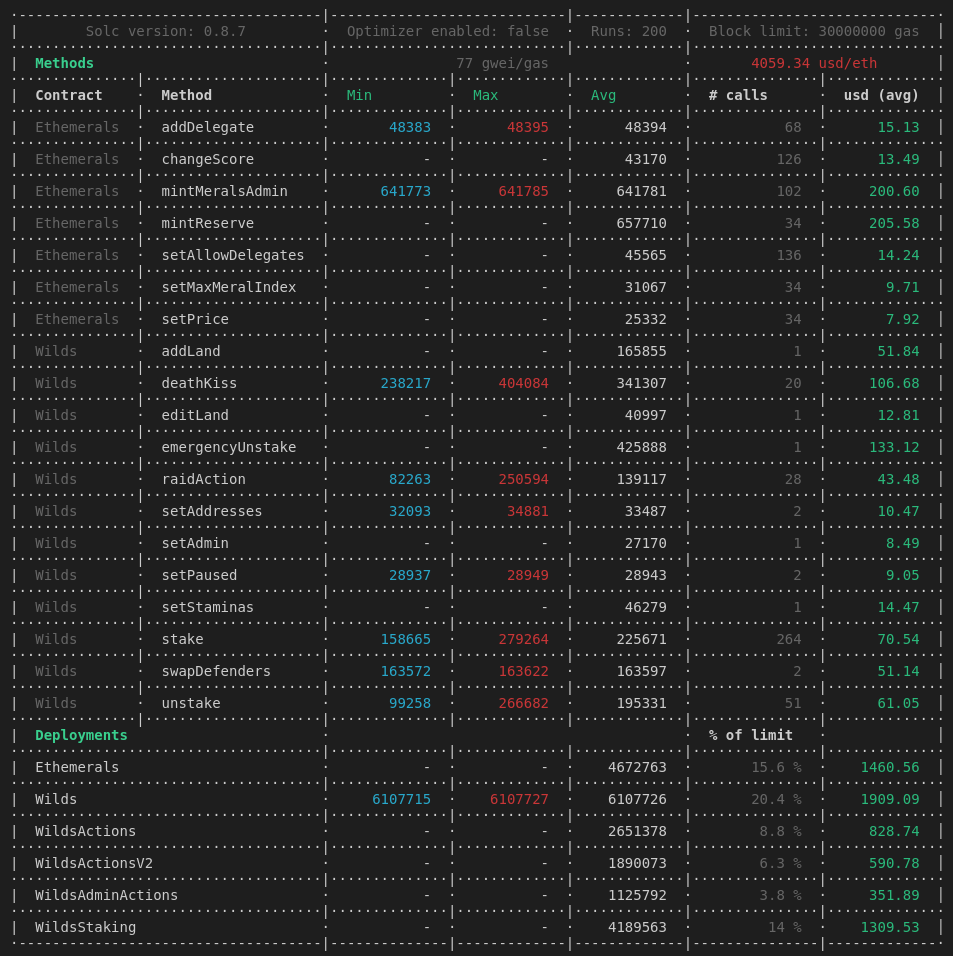 Solc version: 0.8.7 · Optimizer enabled: false · Runs: 200 · Block limit: 30000000 gas
Methods · 77 gwei/gas · 4059.34 usd/eth
Contract · Method · Min · Max · Avg · # calls · usd (avg)
Ethemerals · addDelegate · 48383 · 48395 · 48394 · 68 · 15.13
Ethemerals · changeScore · - · - · 43170 · 126 · 13.49
Ethemerals · mintMeralsAdmin · 641773 · 641785 · 641781 · 102 · 200.60
Ethemerals · mintReserve · - · - · 657710 · 34 · 205.58
Ethemerals · setAllowDelegates · - · - · 45565 · 136 · 14.24
Ethemerals · setMaxMeralIndex · - · - · 31067 · 34 · 9.71
Ethemerals · setPrice · - · - · 25332 · 34 · 7.92
Wilds · addLand · - · - · 165855 · 1 · 51.84
Wilds · deathKiss · 238217 · 404084 · 341307 · 20 · 106.68
Wilds · editLand · - · - · 40997 · 1 · 12.81
Wilds · emergencyUnstake · - · - · 425888 · 1 · 133.12
Wilds · raidAction · 82263 · 250594 · 139117 · 28 · 43.48
Wilds · setAddresses · 32093 · 34881 · 33487 · 2 · 10.47
Wilds · setAdmin · - · - · 27170 · 1 · 8.49
Wilds · setPaused · 28937 · 28949 · 28943 · 2 · 9.05
Wilds · setStaminas · - · - · 46279 · 1 · 14.47
Wilds · stake · 158665 · 279264 · 225671 · 264 · 70.54
Wilds · swapDefenders · 163572 · 163622 · 163597 · 2 · 51.14
Wilds · unstake · 99258 · 266682 · 195331 · 51 · 61.05
Deployments · · % of limit ·
Ethemerals · - · - · 4672763 · 15.6 % · 1460.56
Wilds · 6107715 · 6107727 · 6107726 · 20.4 % · 1909.09
WildsActions · - · - · 2651378 · 8.8 % · 828.74
WildsActionsV2 · - · - · 1890073 · 6.3 % · 590.78
WildsAdminActions · - · - · 1125792 · 3.8 % · 351.89
WildsStaking · - · - · 4189563 · 14 % · 1309.53